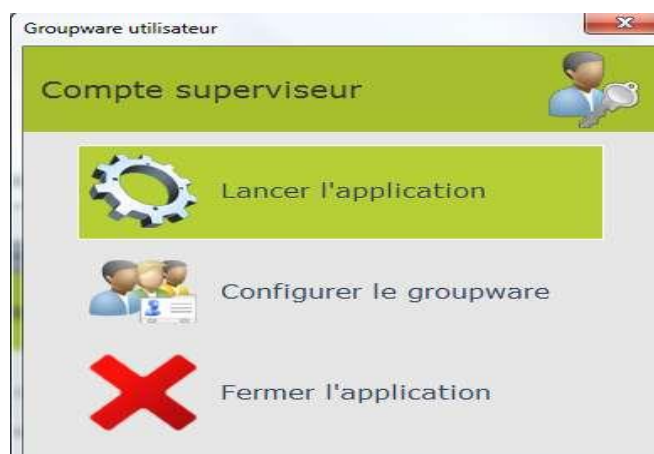 Groupware utilisateur
Compte superviseur
Lancer l'application
Configurer le groupware
Fermer l'application